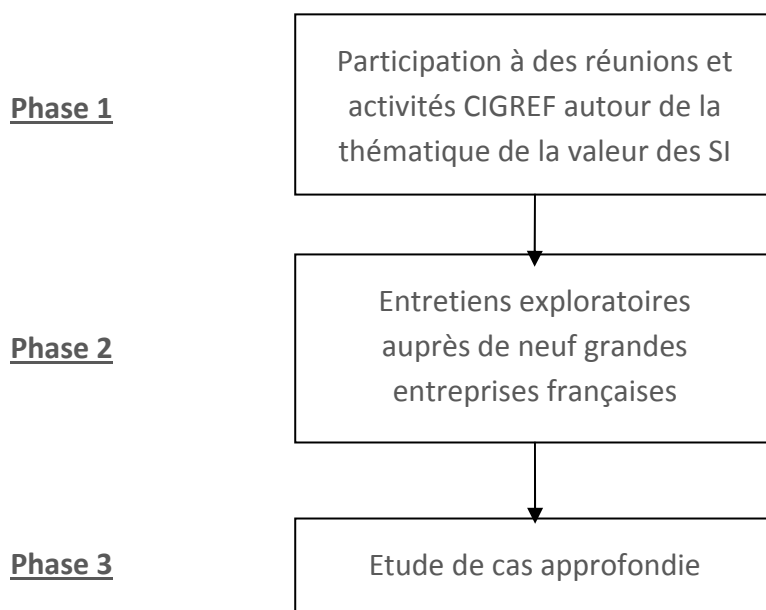 Participation à des réunions et
Phase 1
activités CIGREF autour de la
thématique de la valeur des SI
Entretiens exploratoires
Phase 2
auprès de neuf grandes
entreprises françaises
Phase 3
Etude de cas approfondie